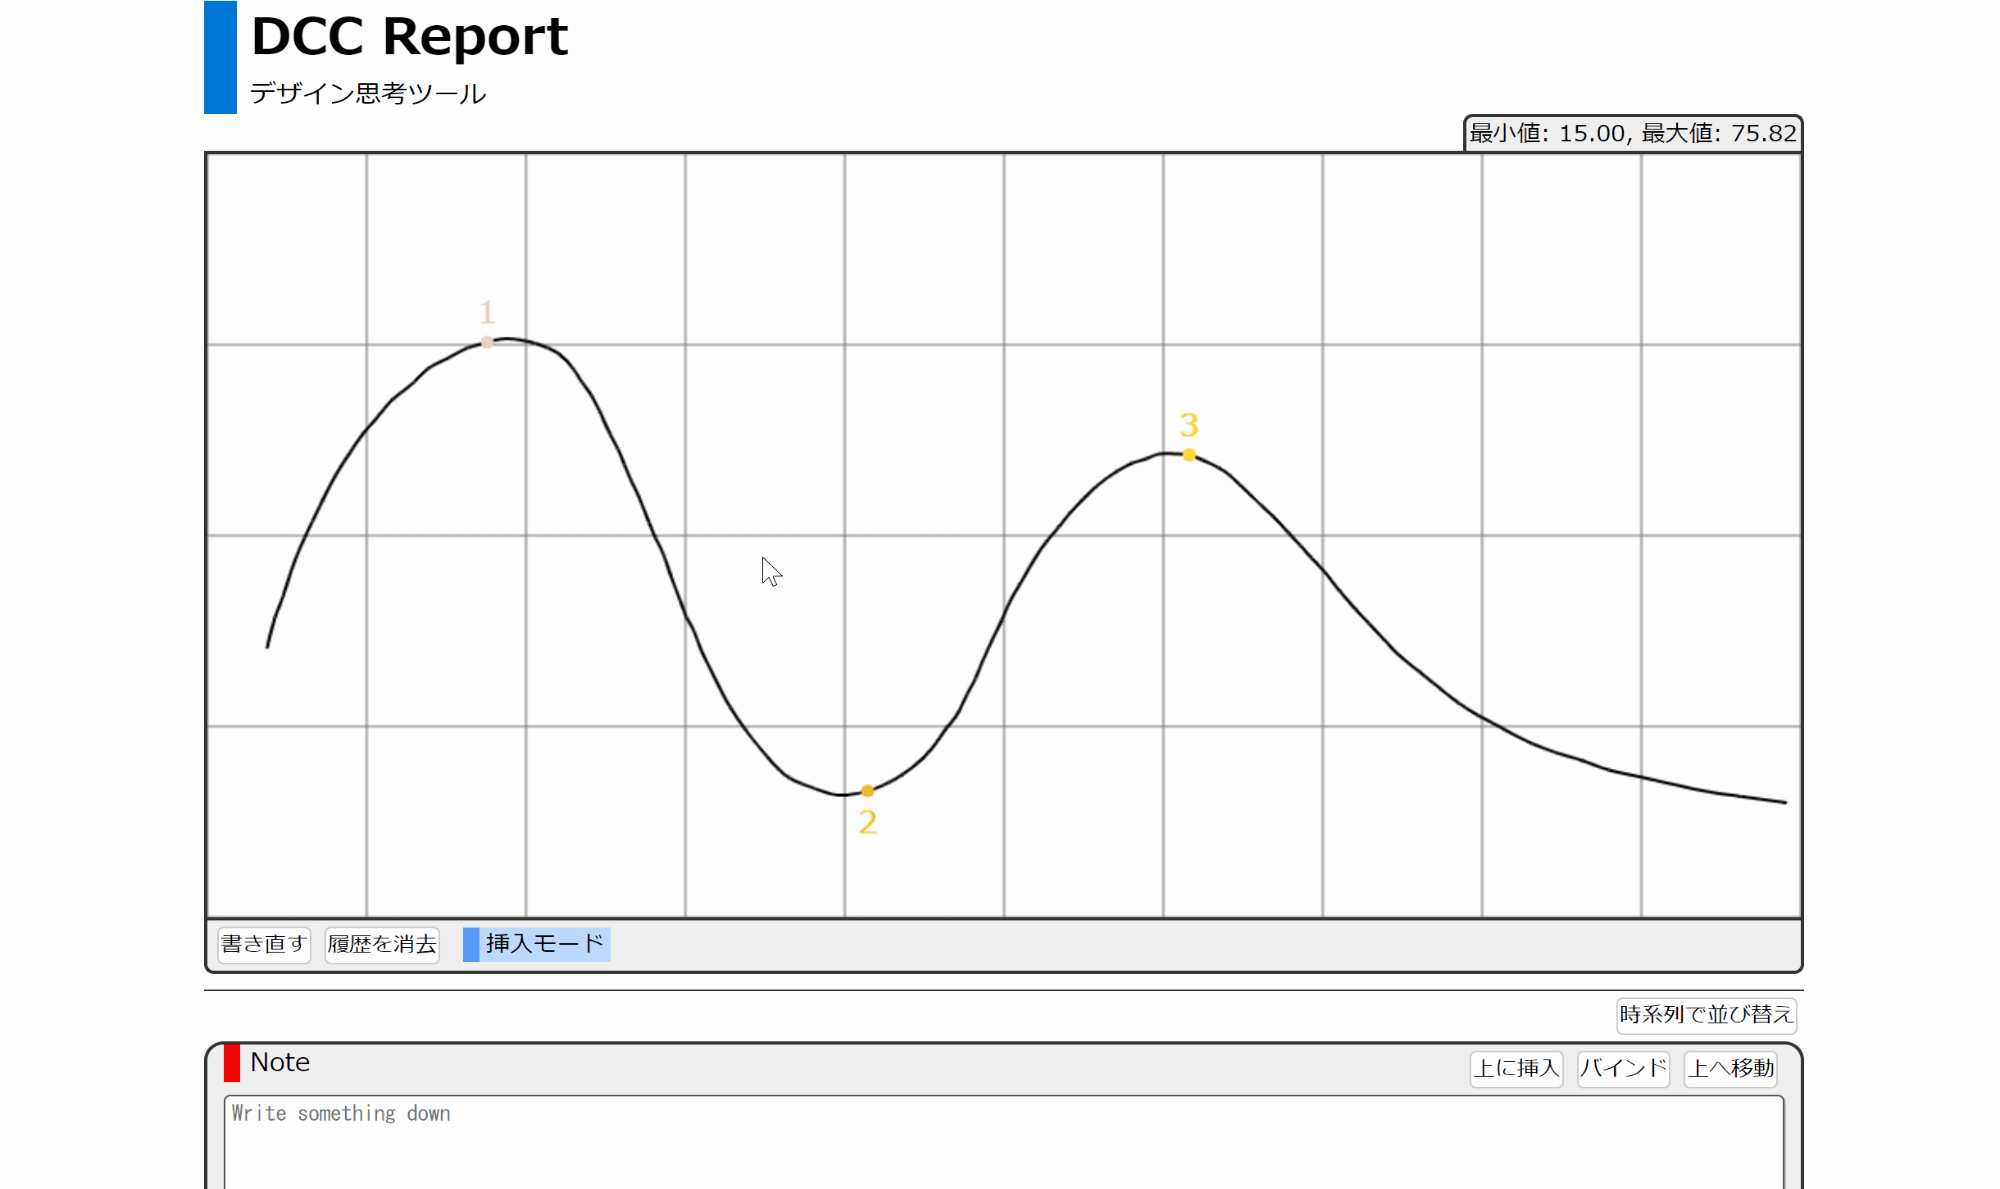 DCC Report
デザイン思考ツール
最小値: 15.00, 最大値: 75.82
1
3
2
書き直す 履歴を消去 挿入モード
時系列で並び替え
Note 上に挿入 バインド 上へ移動
Write something down